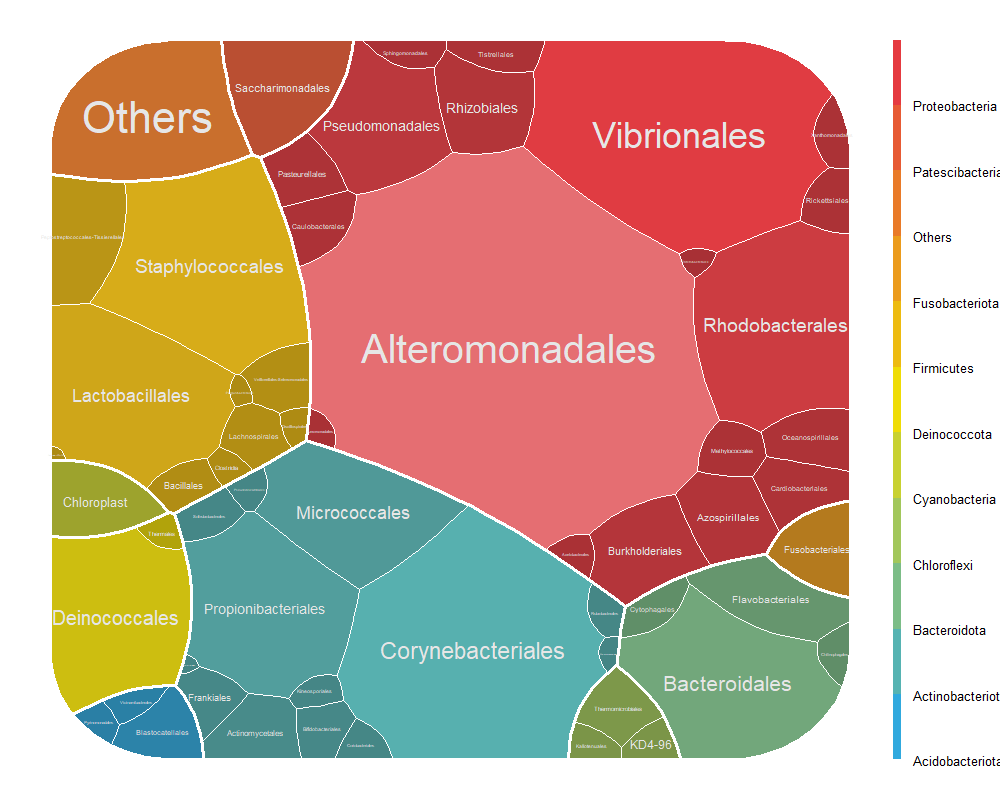 Others
Saccharimonadales
Sphingomonadales
Tistrellales
Pseudomonadales
Rhizobiales
Vibrionales
Pasteurellales
Caulobacterales
Rickettsiales
Staphylococcales
Alteromonadales
Rhodobacterales
Lactobacillales
Lachnospirales
Clostridia
Bacillales
Chloroplast
Thermales
Deinococcales
Micrococcales
Propionibacteriales
Corynebacteriales
Methylococcales
Oceanospirillales
Cardiobacteriales
Azospirillales
Burkholderiales
Fusobacteriales
Cytophagales
Flavobacteriales
Bacteroidales
Frankiales
Kineosporiales
Actinomycetales
Bifidobacteriales
Blastocatellales
Thermomicrobiales
KD4-96
Proteobacteria
Patescibacteria
Others
Fusobacteriota
Firmicutes
Deinococcota
Cyanobacteria
Chloroflexi
Bacteroidota
Actinobacteriot
Acidobacteriota